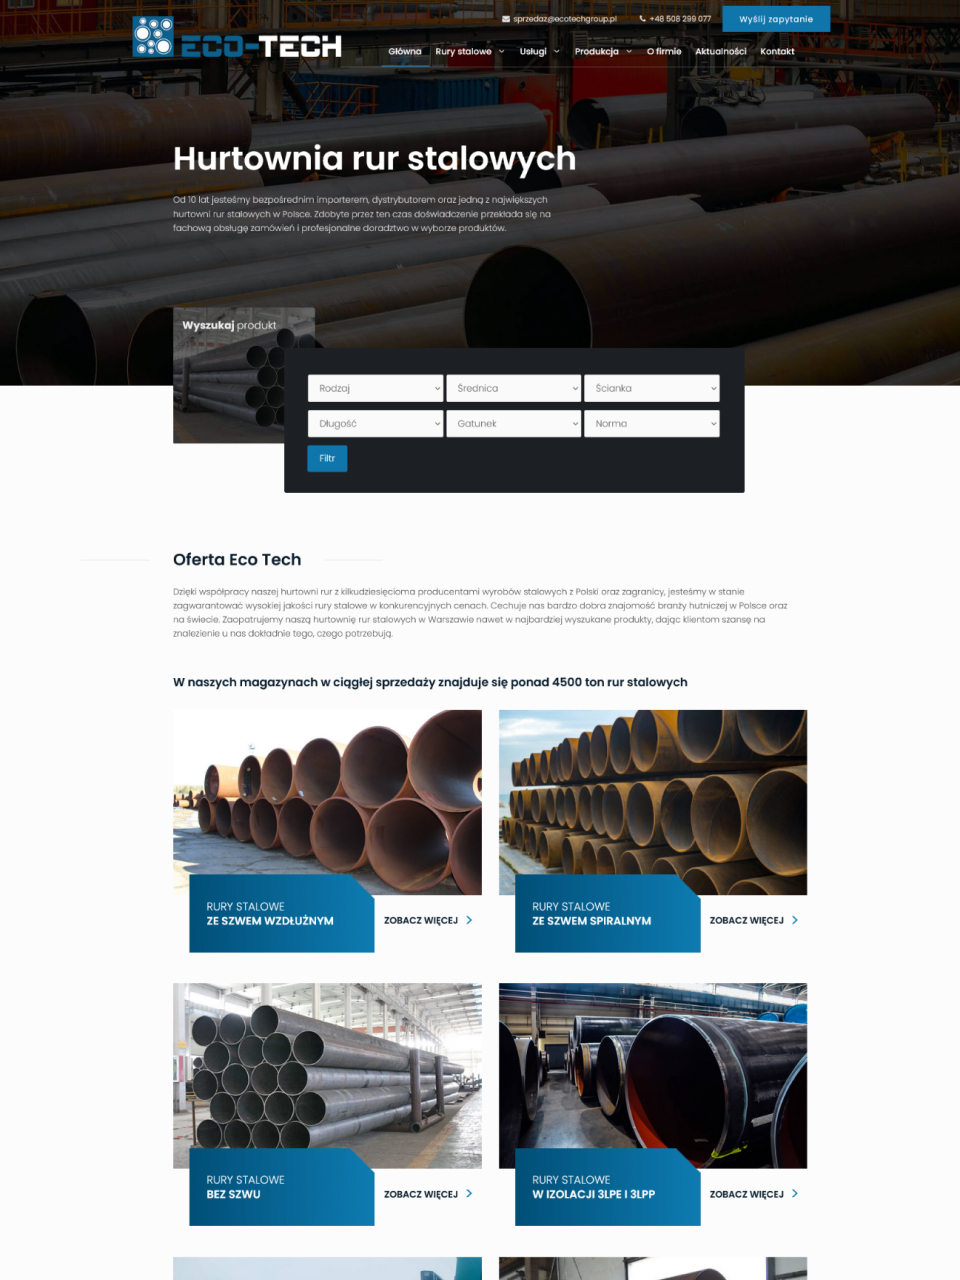 sprzedaz@ecotechgroup.pl
+48 508 299 077
Wyślij zapytanie
ECO-TECH
Główna
Rury stalowe
Usługi
Produkcja
O firmie
Aktualności
Kontakt
Hurtownia rur stalowych
Od 10 lat jesteśmy bezpośrednim importerem, dystrybutorem oraz jedną z największych
hurtowni rur stalowych w Polsce. Zdobyte przez ten czas doświadczenie przekłada się na
fachową obsługę zamówień i profesjonalne doradztwo w wyborze produktów.
Wyszukaj produkt
Rodzaj
Średnica
Ścianka
Długość
Gatunek
Norma
Filtr
Oferta Eco Tech
Dzięki współpracy naszej hurtowni rur z kilkudziesięcioma producentami wyrobów stalowych z Polski oraz zagranicy, jesteśmy w stanie
zagwarantować wysokiej jakości rury stalowe w konkurencyjnych cenach. Cechuje nas bardzo dobra znajomość branży hutniczej w Polsce oraz
na świecie. Zaopatrujemy naszą hurtownię rur stalowych w Warszawie nawet w najbardziej wyszukane produkty, dając klientom szansę na
znalezienie u nas dokładnie tego, czego potrzebują.
W naszych magazynach w ciągłej sprzedaży znajduje się ponad 4500 ton rur stalowych
RURY STALOWE
ZE SZWEM WZDŁUŻNYM
ZOBACZ WIĘCEJ
RURY STALOWE
ZE SZWEM SPIRALNYM
ZOBACZ WIĘCEJ
RURY STALOWE
BEZ SZWU
ZOBACZ WIĘCEJ
RURY STALOWE
W IZOLACJI 3LPE I 3LPP
ZOBACZ WIĘCEJ